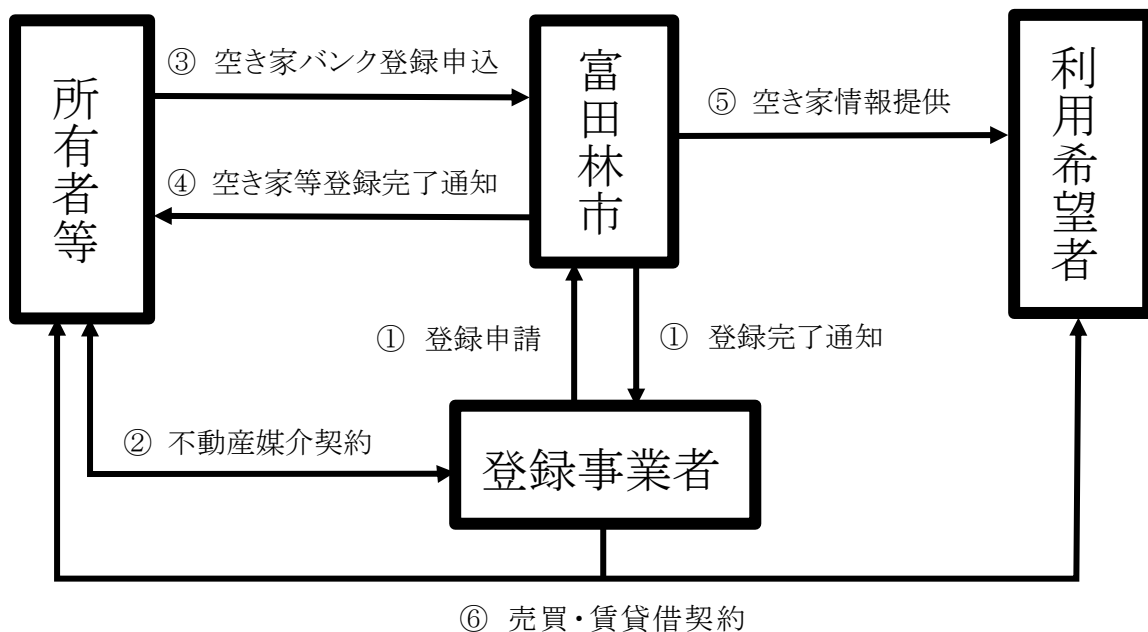 所有者等
③ 空き家バンク登録申込
富田林市
⑤ 空き家情報提供
利用希望者
④ 空き家等登録完了通知
① 登録申請
① 登録完了通知
② 不動産媒介契約
登録事業者
⑥ 売買・賃貸借契約